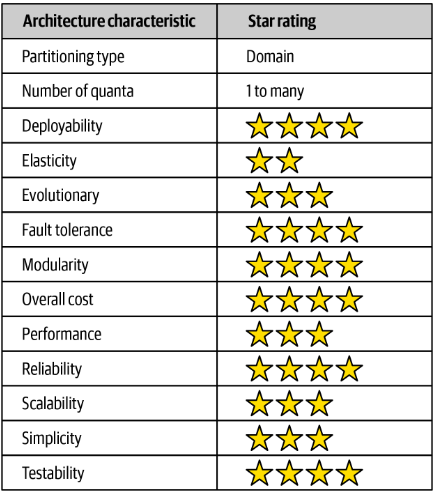 Architecture characteristic Star rating
Partitioning type Domain
Number of quanta 1 to many
Deployability
Elasticity
Evolutionary
Fault tolerance
Modularity
Overall cost
Performance
Reliability
Scalability
Simplicity
Testability